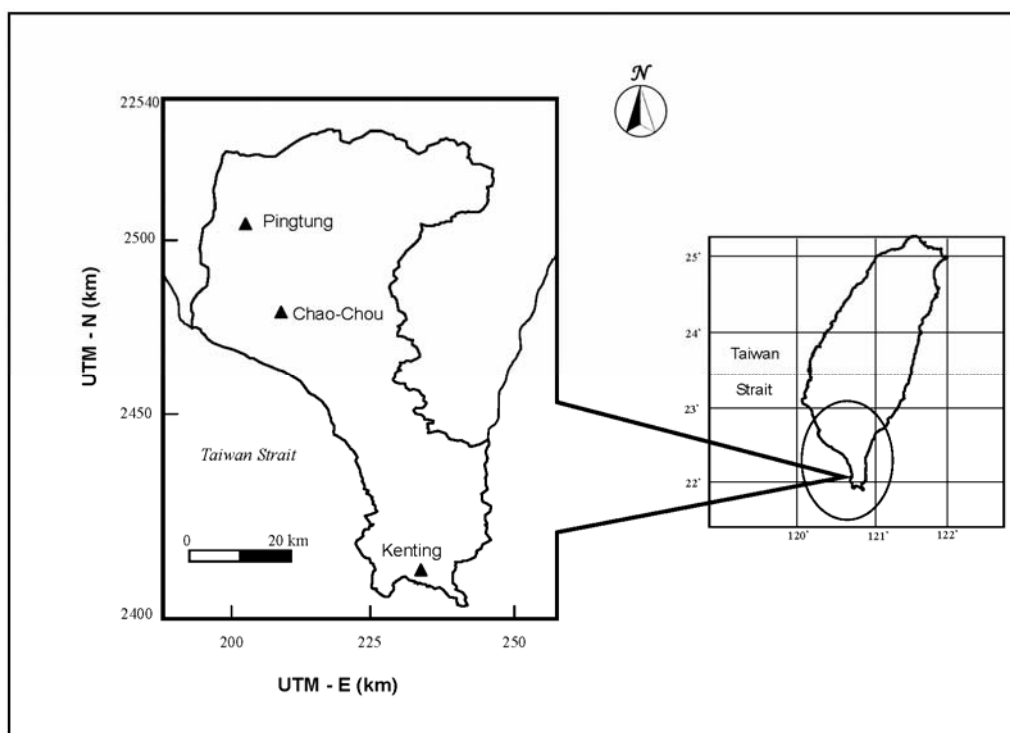 N
22540
2500
2450
2400
UTM - N (km)
Pingtung
Chao-Chou
Taiwan Strait
Kenting
0 20 km
200 225 250
UTM - E (km)
25°
24°
23°
22°
Taiwan
Strait
120° 121° 122°